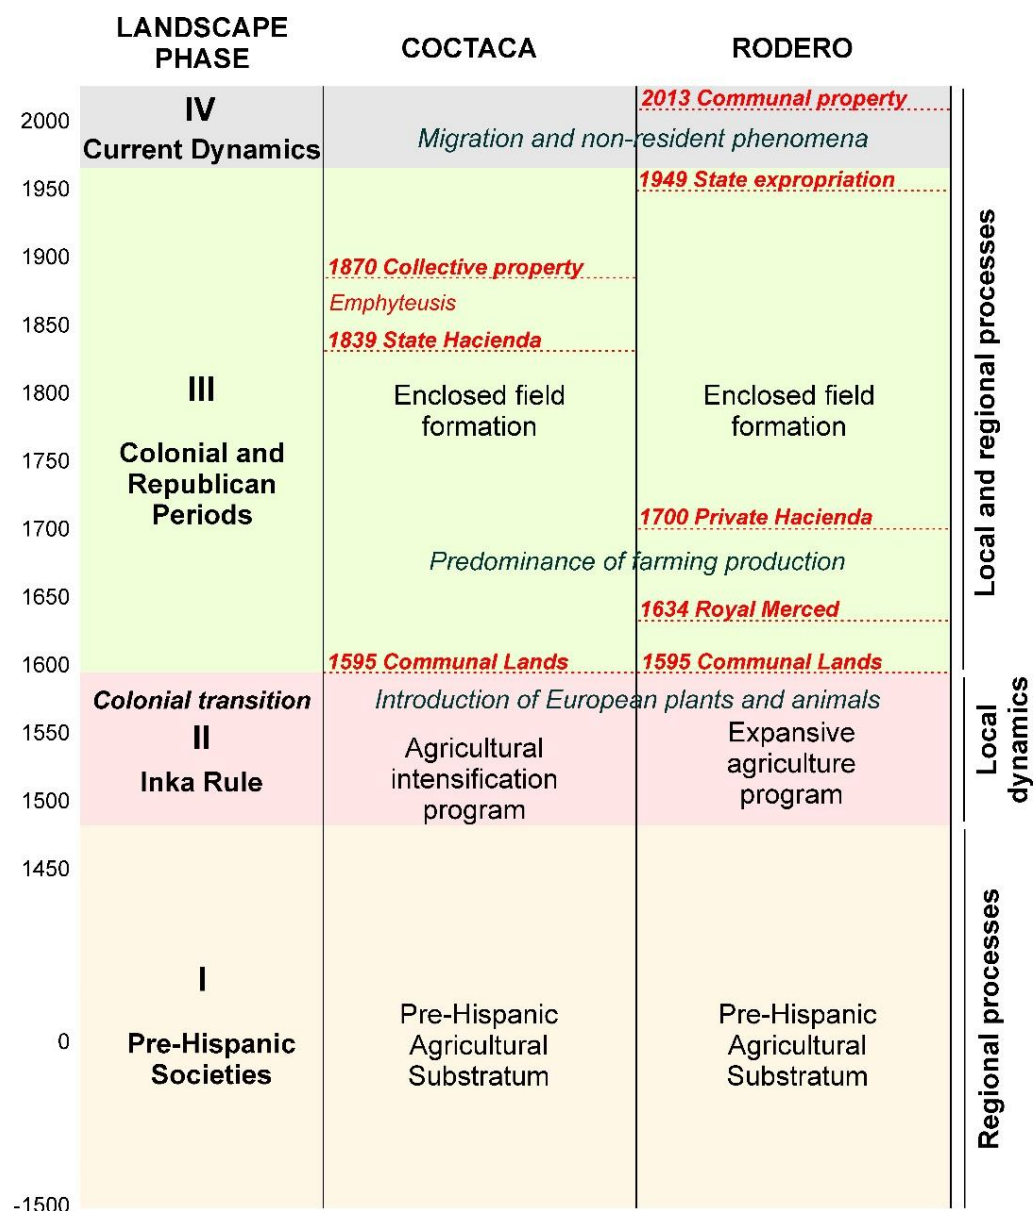 LANDSCAPE
PHASE
COCTACA
RODERO
2000
1950
1900
1850
1800
1750
1700
1650
1600
1550
1500
1450
0
-1500
IV
Current Dynamics
2013 Communal property
Migration and non-resident phenomena
1949 State expropriation
III
Colonial and
Republican
Periods
1870 Collective property
Emphyteusis
1839 State Hacienda
Enclosed field
formation
Enclosed field
formation
1700 Private Hacienda
Predominance of farming production
1634 Royal Merced
1595 Communal Lands
1595 Communal Lands
Colonial transition
II
Inka Rule
Introduction of European plants and animals
Agricultural
intensification
program
Expansive
agriculture
program
I
Pre-Hispanic
Societies
Pre-Hispanic
Agricultural
Substratum
Pre-Hispanic
Agricultural
Substratum
Local and regional processes
Local
dynamics
Regional processes